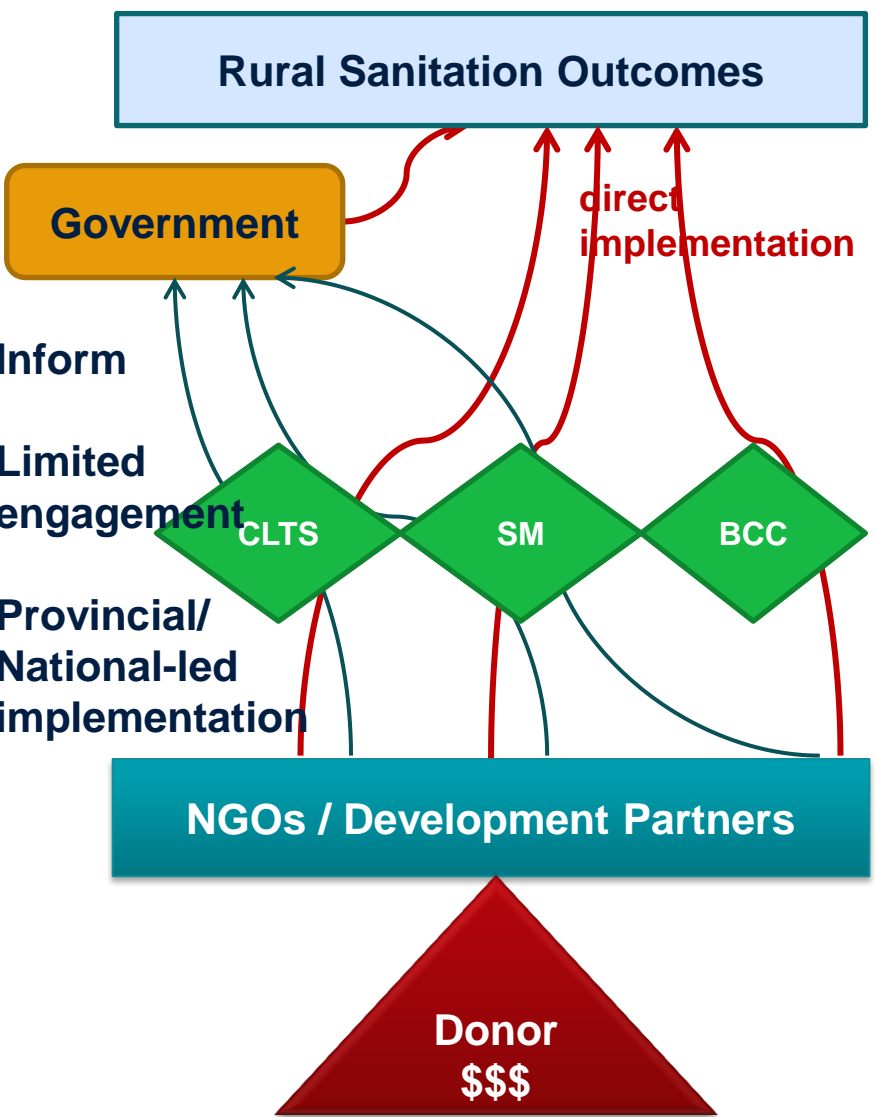 Rural Sanitation Outcomes
Government
direct
implementation
Inform
Limited
engagement
CLTS
SM
BCC
Provincial/
National-led
implementation
NGOs / Development Partners
Donor
$$$